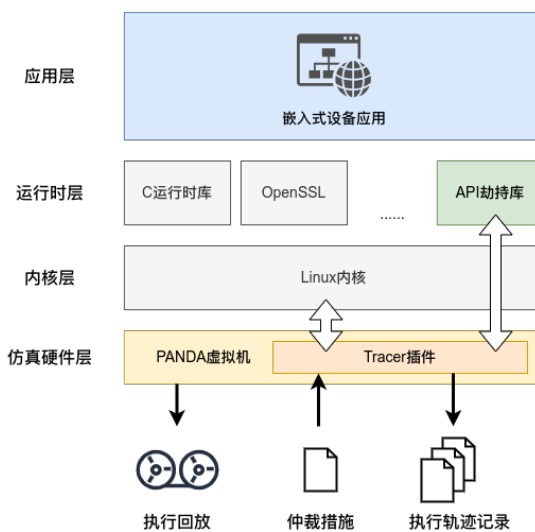 应用层
嵌入式设备应用
运行时层
C运行时库
OpenSSL
......
API劫持库
内核层
Linux内核
仿真硬件层
PANDA虚拟机
Tracer插件
执行回放
仲裁措施
执行轨迹记录